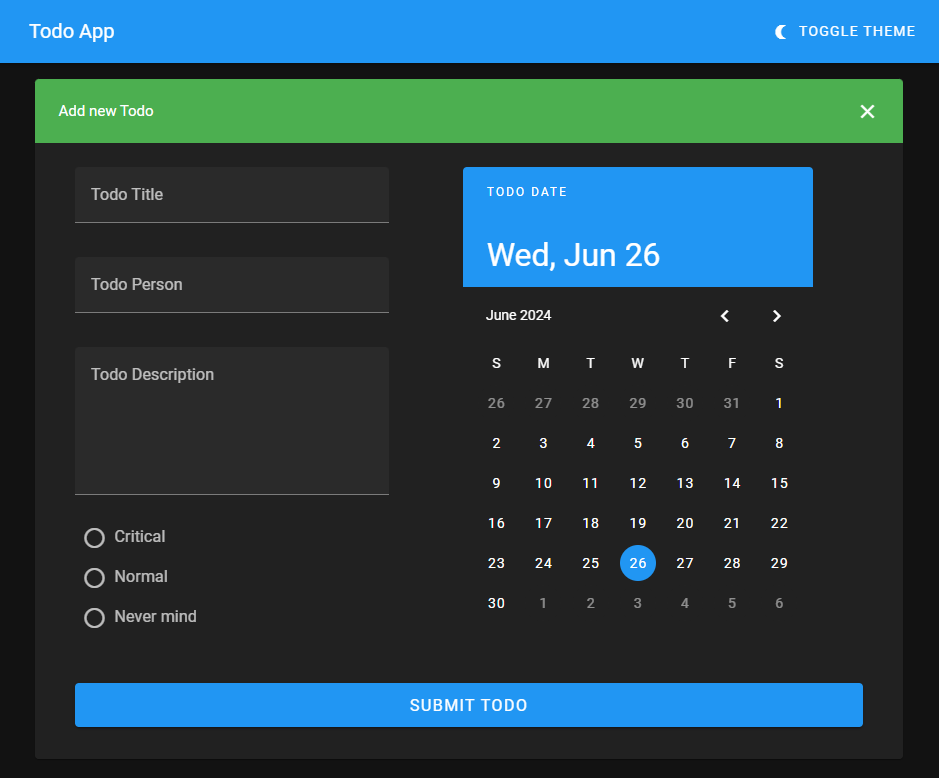 Todo App
TOGGLE THEME
Add new Todo
Todo Title
Todo Person
Todo Description
Critical
Normal
Never mind
TODO DATE
Wed, Jun 26
June 2024
S M T W T F S
26 27 28 29 30 31 1
2 3 4 5 6 7 8
9 10 11 12 13 14 15
16 17 18 19 20 21 22
23 24 25 26 27 28 29
30 1 2 3 4 5 6
SUBMIT TODO